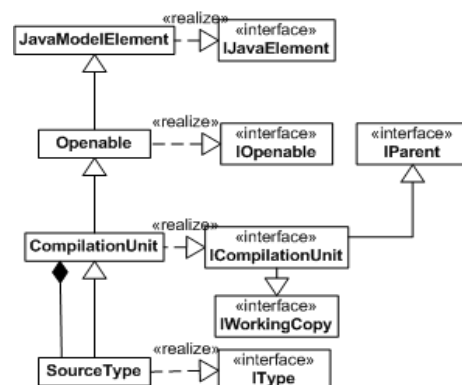 «realize»
JavaModelElement
«interface»
IJavaElement
«realize»
Openable
«interface»
IOpenable
«interface»
IParent
«realize»
CompilationUnit
«interface»
ICompilationUnit
«interface»
IWorkingCopy
«realize»
SourceType
«interface»
IType